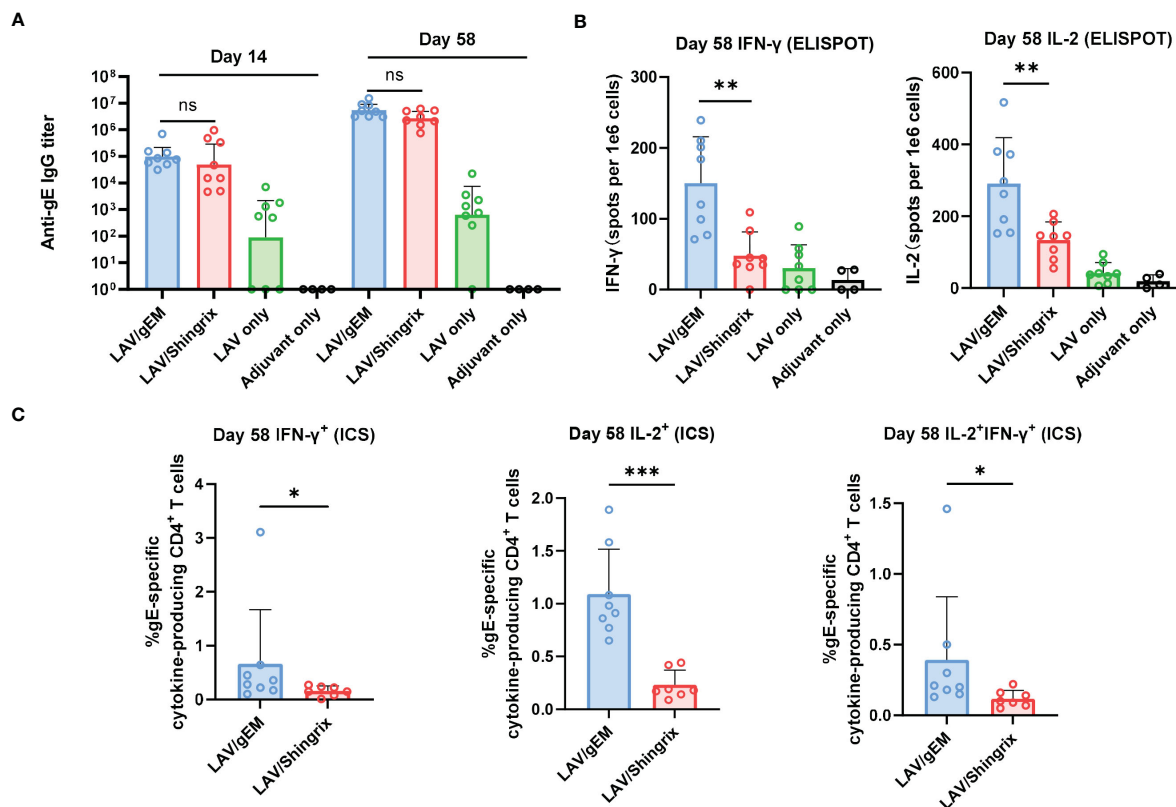 A
Day 14
Day 58
ns
ns
Anti-gE IgG titer
10⁸
10⁷
10⁶
10⁵
10⁴
10³
10²
10¹
10⁰
LAV/gEM
LAV/Shingrix
LAV only
Adjuvant only
LAV/gEM
LAV/Shingrix
LAV only
Adjuvant only
B
Day 58 IFN-γ (ELISPOT)
**
IFN-γ (spots per 1e6 cells)
300
200
100
0
LAV/gEM
LAV/Shingrix
LAV only
Adjuvant only
Day 58 IL-2 (ELISPOT)
**
IL-2 (spots per 1e6 cells)
600
400
200
0
LAV/gEM
LAV/Shingrix
LAV only
Adjuvant only
C
Day 58 IFN-γ⁺ (ICS)
*
%gE-specific
cytokine-producing CD4⁺ T cells
4
3
2
1
0
LAV/gEM
LAV/Shingrix
Day 58 IL-2⁺ (ICS)
***
%gE-specific
cytokine-producing CD4⁺ T cells
2.0
1.5
1.0
0.5
0.0
LAV/gEM
LAV/Shingrix
Day 58 IL-2⁺IFN-γ⁺ (ICS)
*
%gE-specific
cytokine-producing CD4⁺ T cells
1.5
1.0
0.5
0.0
LAV/gEM
LAV/Shingrix